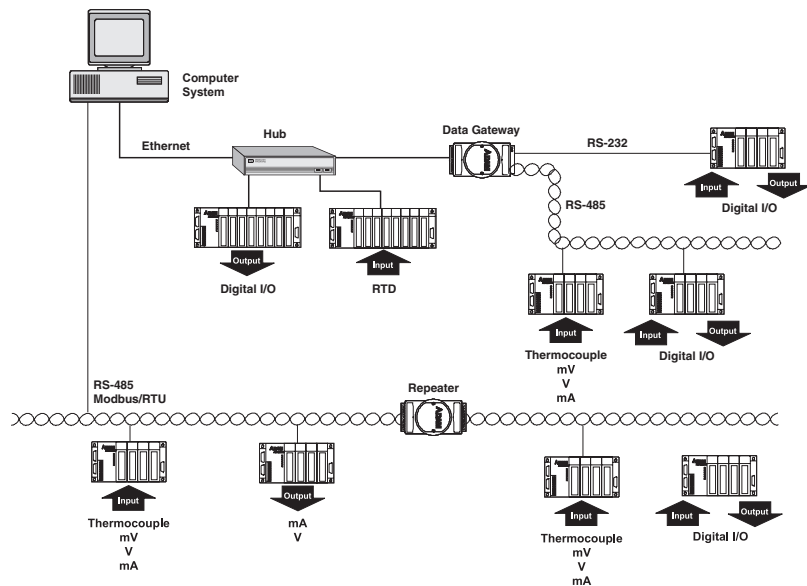 Computer
System
Ethernet
Hub
Data Gateway
RS-232
RS-485
Input
Output
Digital I/O
Output
Digital I/O
Input
RTD
Input
Thermocouple
mV
V
mA
Input
Output
Digital I/O
RS-485
Modbus/RTU
Repeater
Input
Thermocouple
mV
V
mA
Output
mA
V
Input
Thermocouple
mV
V
mA
Input
Output
Digital I/O